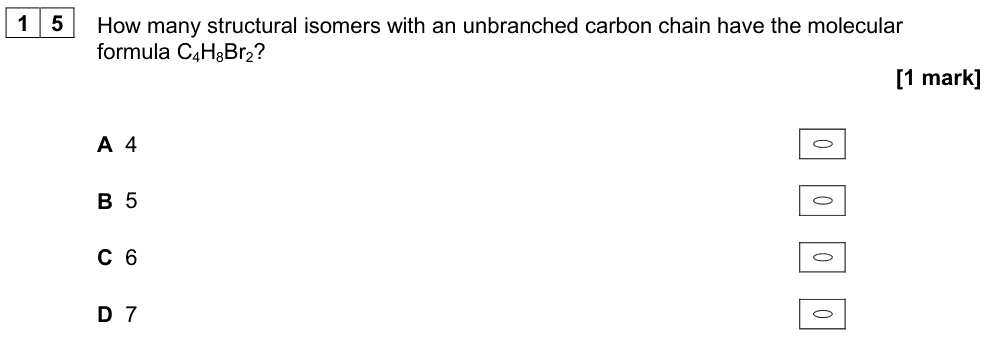 1 5 How many structural isomers with an unbranched carbon chain have the molecular
formula C₄H₈Br₂?
[1 mark]
A 4
B 5
C 6
D 7